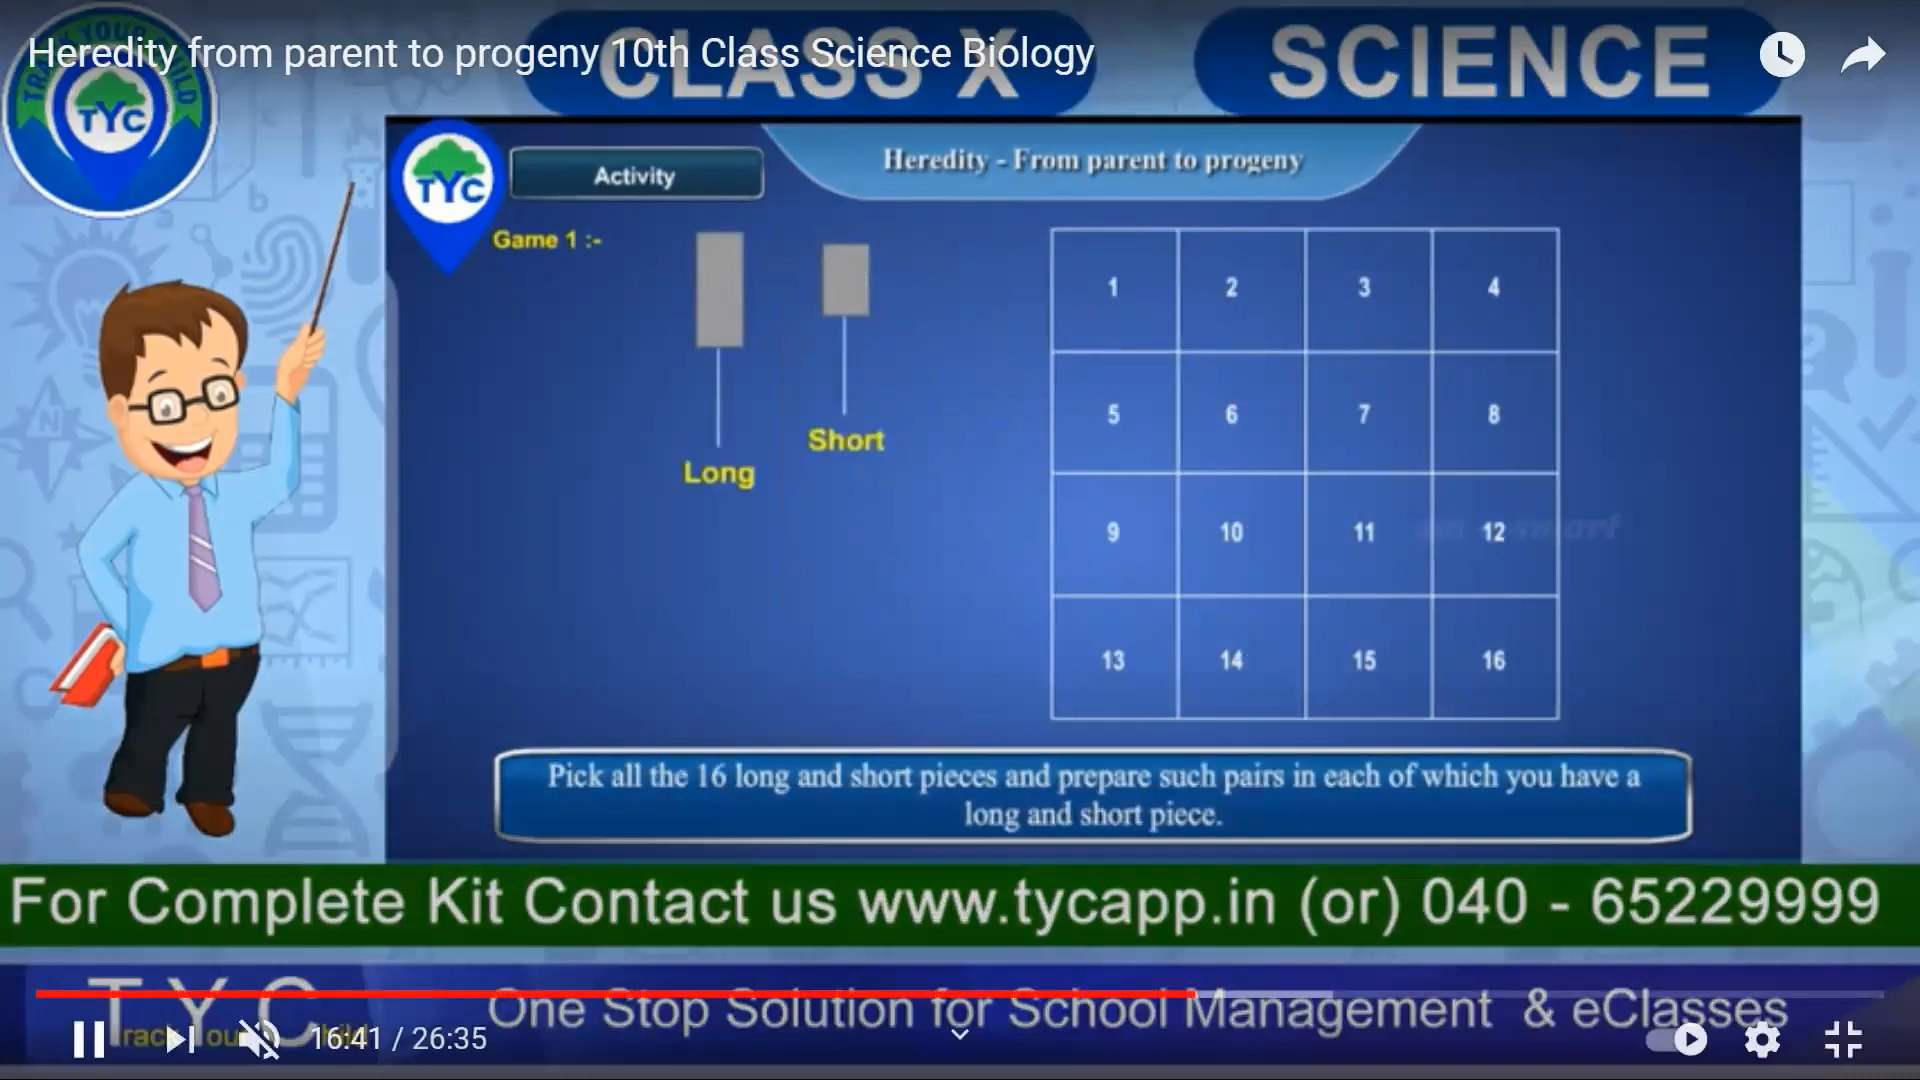 Heredity from parent to progeny 10th Class Science Biology
CLASS X
SCIENCE
TYC
TYC
Activity
Heredity - From parent to progeny
Game 1 :-
Long
Short
1 2 3 4
5 6 7 8
9 10 11 12
13 14 15 16
Pick all the 16 long and short pieces and prepare such pairs in each of which you have a
long and short piece.
For Complete Kit Contact us www.tycapp.in (or) 040 - 65229999
T Y C
One Stop Solution for School Management & eClasses
16:41 / 26:35